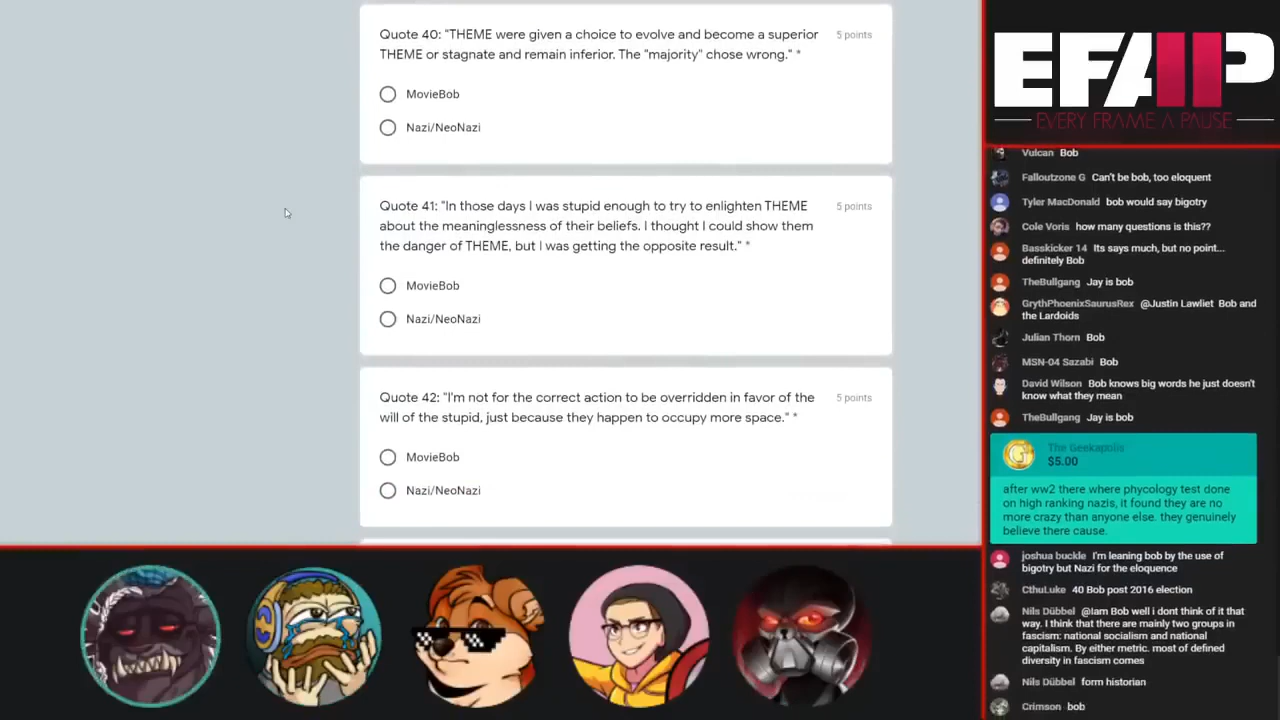 Quote 40: "THEME were given a choice to evolve and become a superior
THEME or stagnate and remain inferior. The "majority" chose wrong." *
5 points
MovieBob
Nazi/NeoNazi
Quote 41: "In those days I was stupid enough to try to enlighten THEME
about the meaninglessness of their beliefs. I thought I could show them
the danger of THEME, but I was getting the opposite result." *
5 points
MovieBob
Nazi/NeoNazi
Quote 42: "I'm not for the correct action to be overridden in favor of the
will of the stupid, just because they happen to occupy more space." *
5 points
MovieBob
Nazi/NeoNazi
EFAP
EVERY FRAME A PAUSE
Vulcan Bob
Falloutzone G Can't be bob, too eloquent
Tyler MacDonald bob would say bigotry
Cole Voris how many questions is this??
Basskicker 14 Its says much, but no point...
definitely Bob
TheBullgang Jay is bob
GrythPhoenixSaurusRex @Justin Lawliet Bob and
the Lardoids
Julian Thorn Bob
MSN-04 Sazabi Bob
David Wilson Bob knows big words he just doesn't
know what they mean
TheBullgang Jay is bob
The Geekapolis
$5.00
after ww2 there where phycology test done
on high ranking nazis, it found they are no
more crazy than anyone else. they genuinely
believe there cause.
joshua buckle I'm leaning bob by the use of
bigotry but Nazi for the eloquence
CthuLuke 40 Bob post 2016 election
Nils Dübbel @Iam Bob well i dont think of it that
way. I think that there are mainly two groups in
fascism: national socialism and national
capitalism. By either metric. most of defined
diversity in fascism comes
Nils Dübbel form historian
Crimson bob